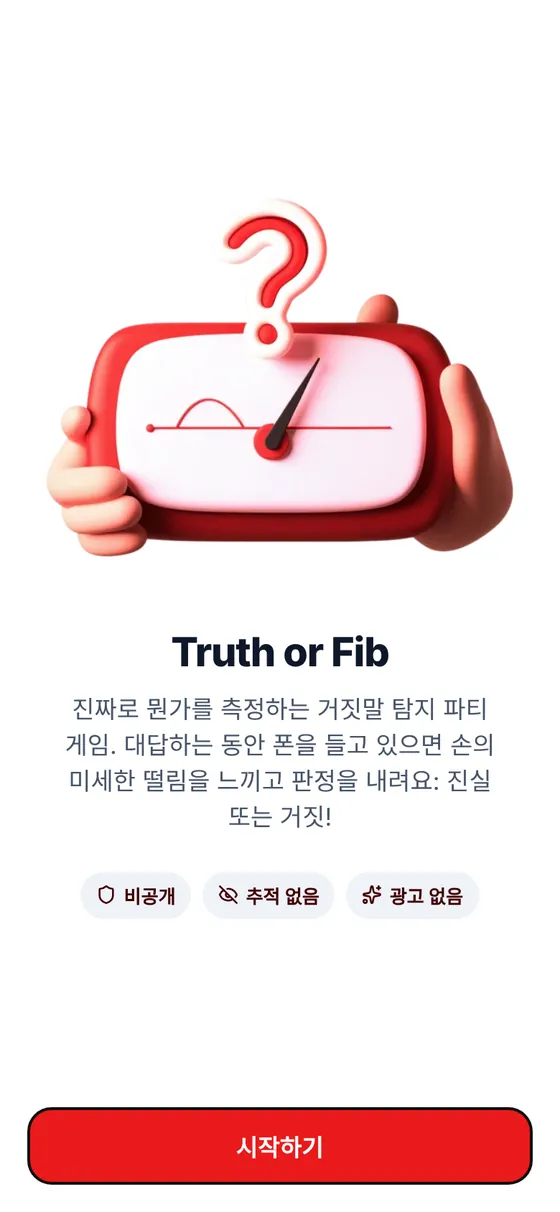 ?
Truth or Fib
진짜로 뭔가를 측정하는 거짓말 탐지 파티
게임. 대답하는 동안 폰을 들고 있으면 손의
미세한 떨림을 느끼고 판정을 내려요: 진실
또는 거짓!
비공개 추적 없음 광고 없음
시작하기